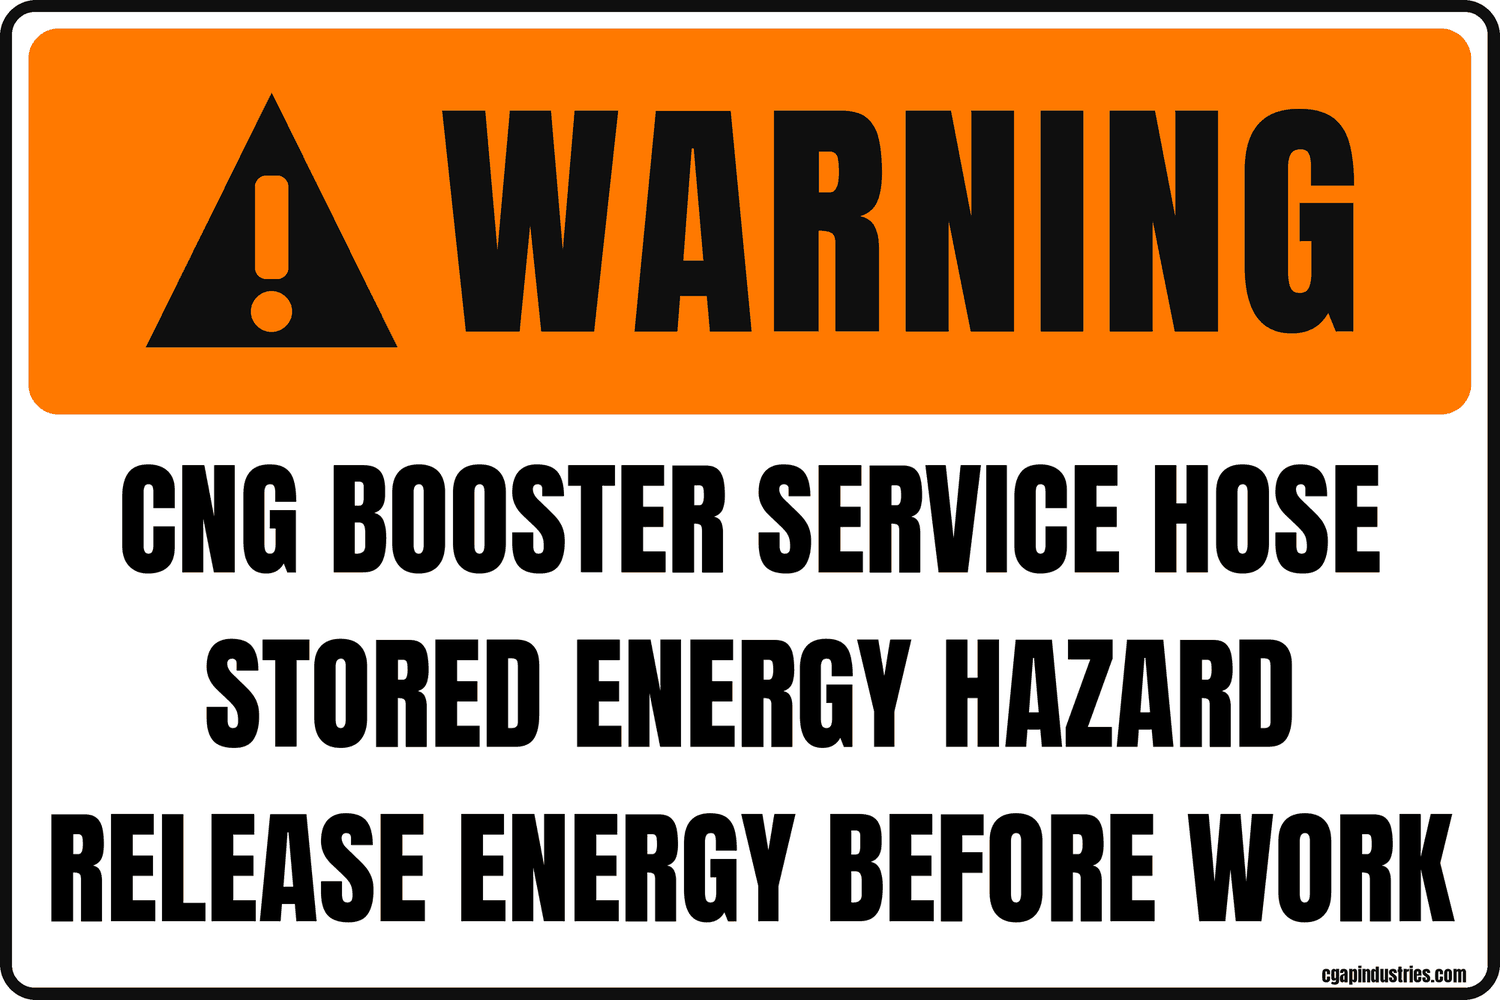 WARNING
CNG BOOSTER SERVICE HOSE
STORED ENERGY HAZARD
RELEASE ENERGY BEFORE WORK
cgapindustries.com